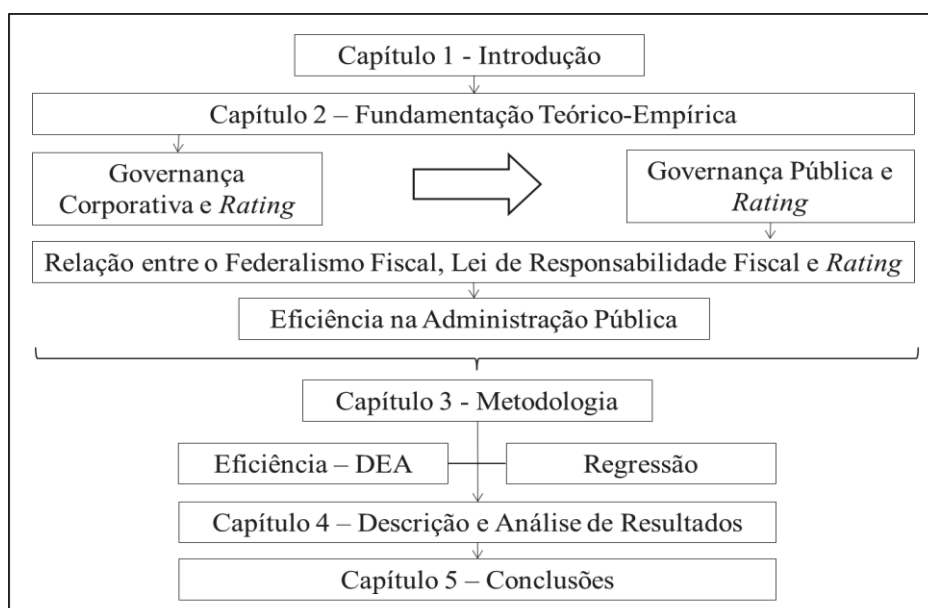 Capítulo 1 - Introdução
Capítulo 2 – Fundamentação Teórico-Empírica
Governança
Corporativa e Rating
Governança Pública e
Rating
Relação entre o Federalismo Fiscal, Lei de Responsabilidade Fiscal e Rating
Eficiência na Administração Pública
Capítulo 3 - Metodologia
Eficiência – DEA
Regressão
Capítulo 4 – Descrição e Análise de Resultados
Capítulo 5 – Conclusões